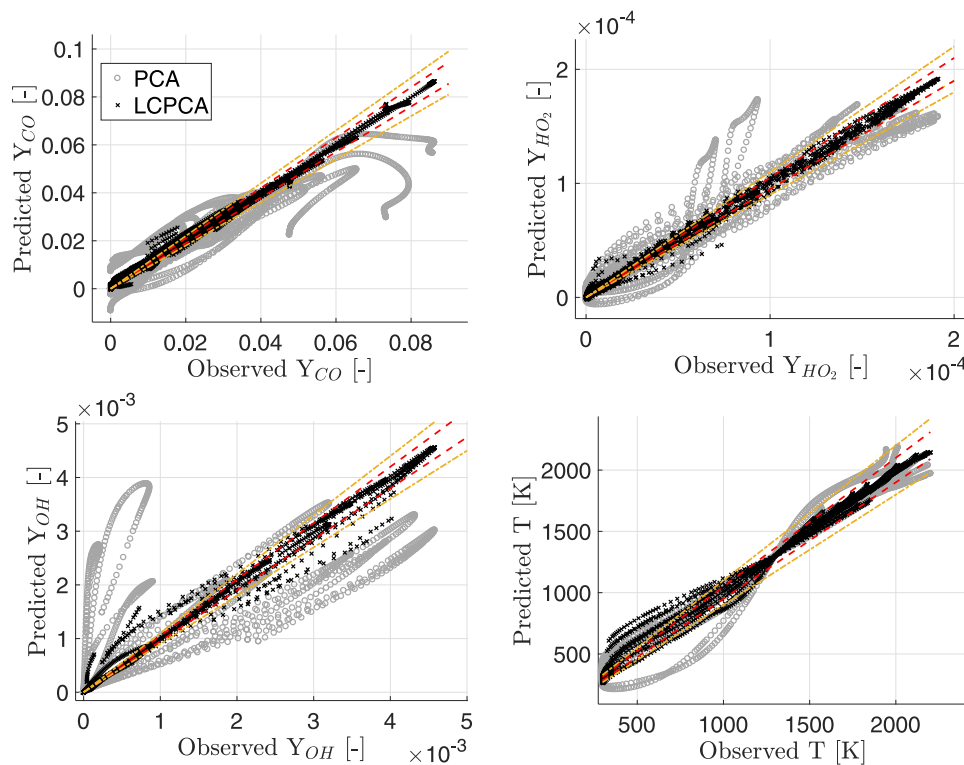 ×10⁻⁴
0.1
0.08
0.06
0.04
0.02
0
PCA
LCPCA
Predicted Y_CO [-]
0 0.02 0.04 0.06 0.08
Observed Y_CO [-]
2
1
0
Predicted Y_HO₂ [-]
0 1 2
Observed Y_HO₂ [-]
×10⁻⁴
×10⁻³
5
4
3
2
1
0
Predicted Y_OH [-]
0 1 2 3 4 5
Observed Y_OH [-]
×10⁻³
2000
1500
1000
500
Predicted T [K]
500 1000 1500 2000
Observed T [K]